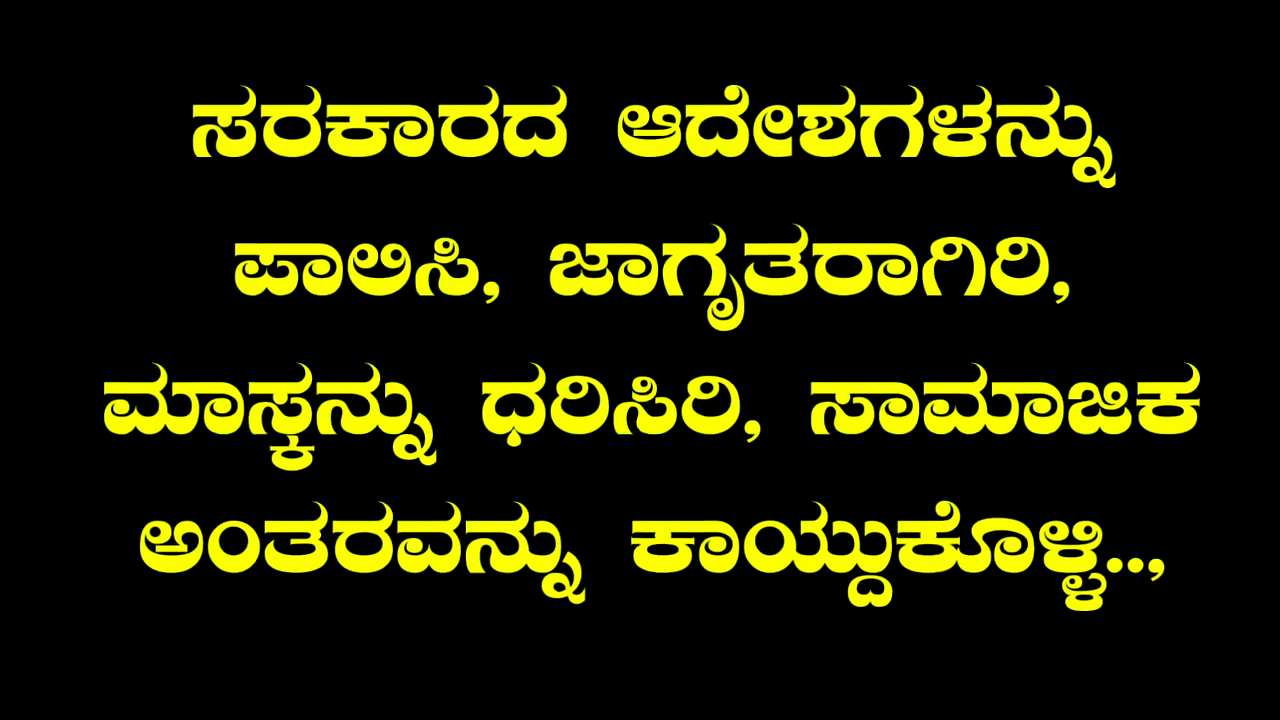 ಸರಕಾರದ ಆದೇಶಗಳನ್ನು
ಪಾಲಿಸಿ, ಜಾಗೃತರಾಗಿರಿ,
ಮಾಸ್ಕನ್ನು ಧರಿಸಿರಿ, ಸಾಮಾಜಿಕ
ಅಂತರವನ್ನು ಕಾಯ್ದುಕೊಳ್ಳಿ..,